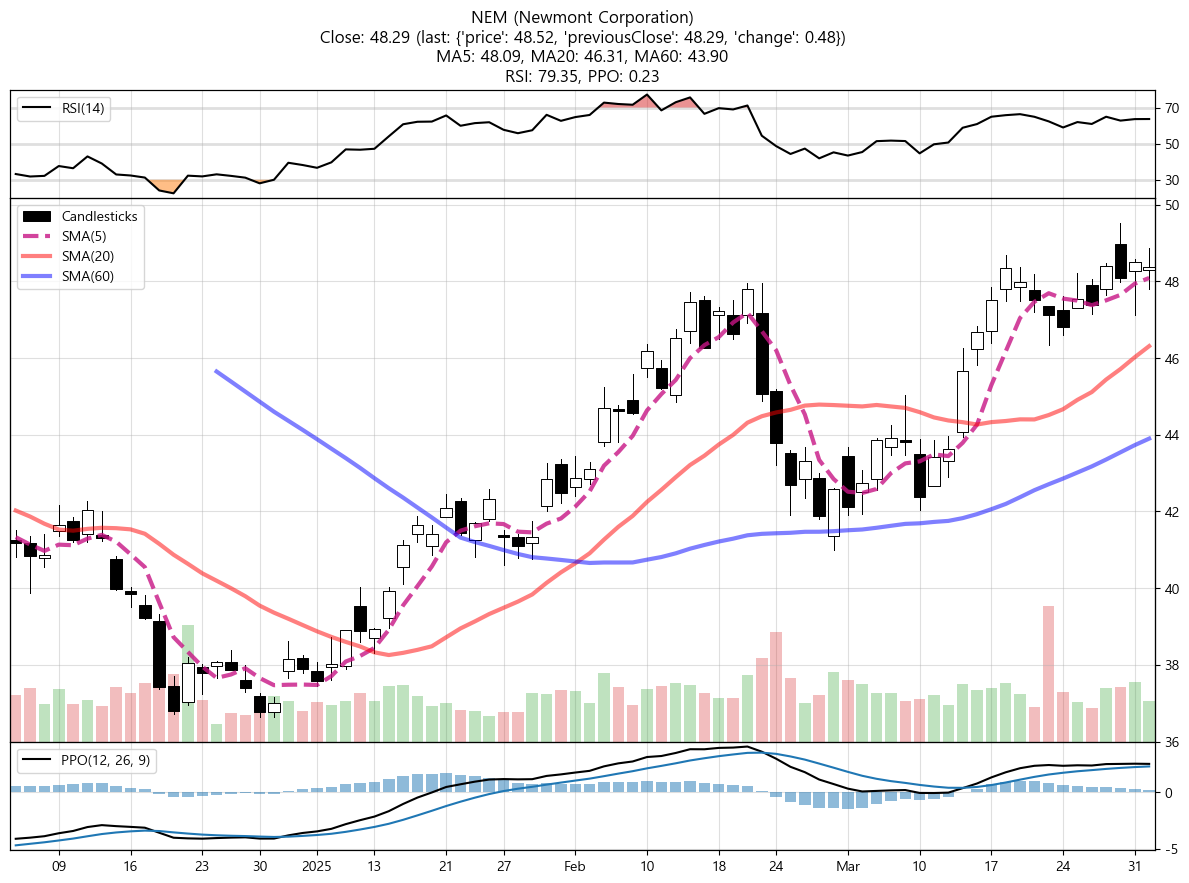 NEM (Newmont Corporation)
Close: 48.29 (last: {'price': 48.52, 'previousClose': 48.29, 'change': 0.48})
MA5: 48.09, MA20: 46.31, MA60: 43.90
RSI: 79.35, PPO: 0.23
RSI(14)
70
50
30
Candlesticks
SMA(5)
SMA(20)
SMA(60)
50
48
46
44
42
40
38
36
PPO(12, 26, 9)
0
-5
09 16 23 30 2025 13 21 27 Feb 10 18 24 Mar 10 17 24 31